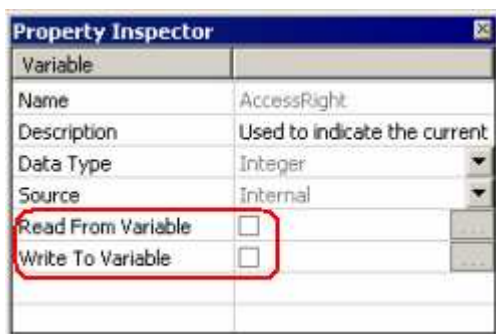 Property Inspector
Variable
Name AccessRight
Description Used to indicate the current
Data Type Integer
Source Internal
Read From Variable ...
Write To Variable ...